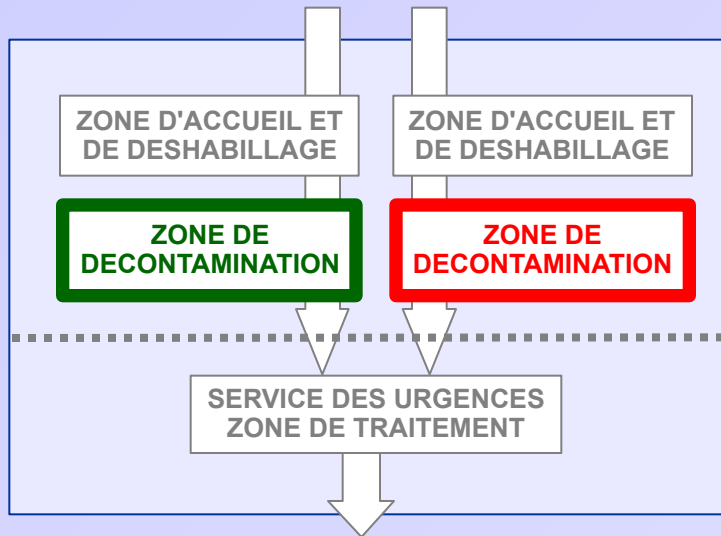 ZONE D'ACCUEIL ET
DE DESHABILLAGE
ZONE D'ACCUEIL ET
DE DESHABILLAGE
ZONE DE
DECONTAMINATION
ZONE DE
DECONTAMINATION
SERVICE DES URGENCES
ZONE DE TRAITEMENT